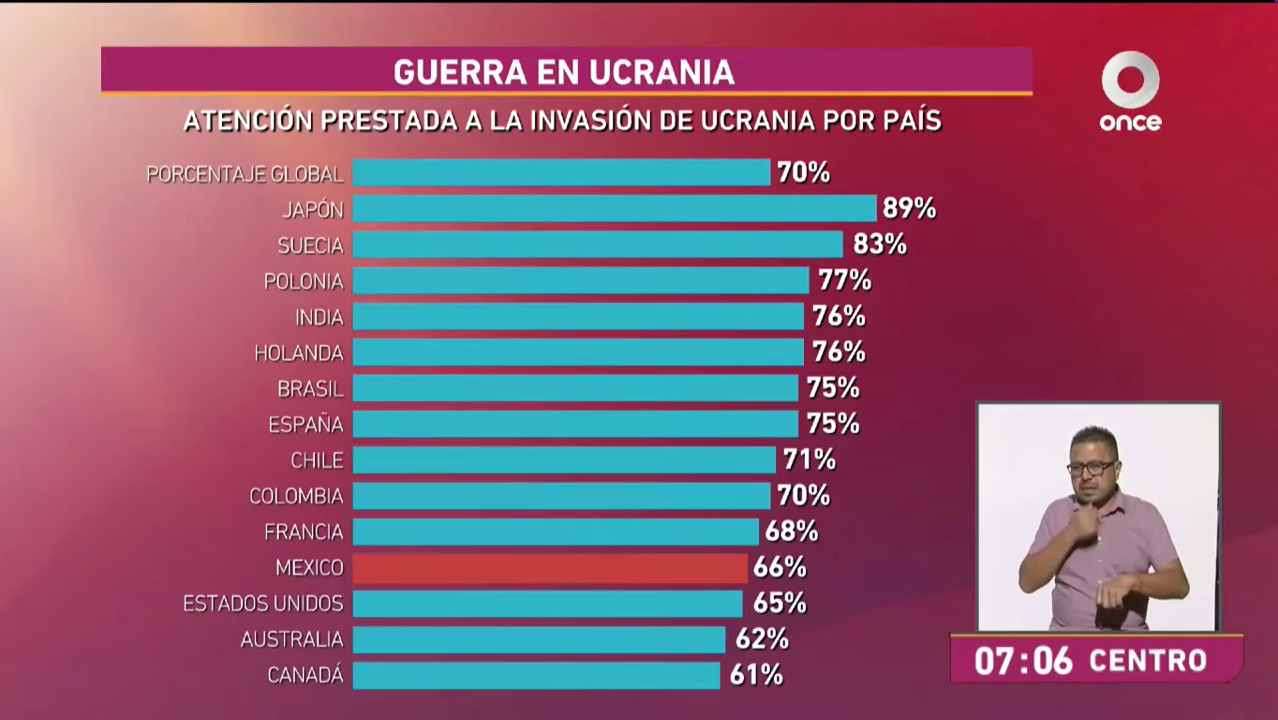 GUERRA EN UCRANIA
once
ATENCIÓN PRESTADA A LA INVASIÓN DE UCRANIA POR PAÍS
PORCENTAJE GLOBAL 70%
JAPÓN 89%
SUECIA 83%
POLONIA 77%
INDIA 76%
HOLANDA 76%
BRASIL 75%
ESPAÑA 75%
CHILE 71%
COLOMBIA 70%
FRANCIA 68%
MEXICO 66%
ESTADOS UNIDOS 65%
AUSTRALIA 62%
CANADÁ 61%
07:06 CENTRO